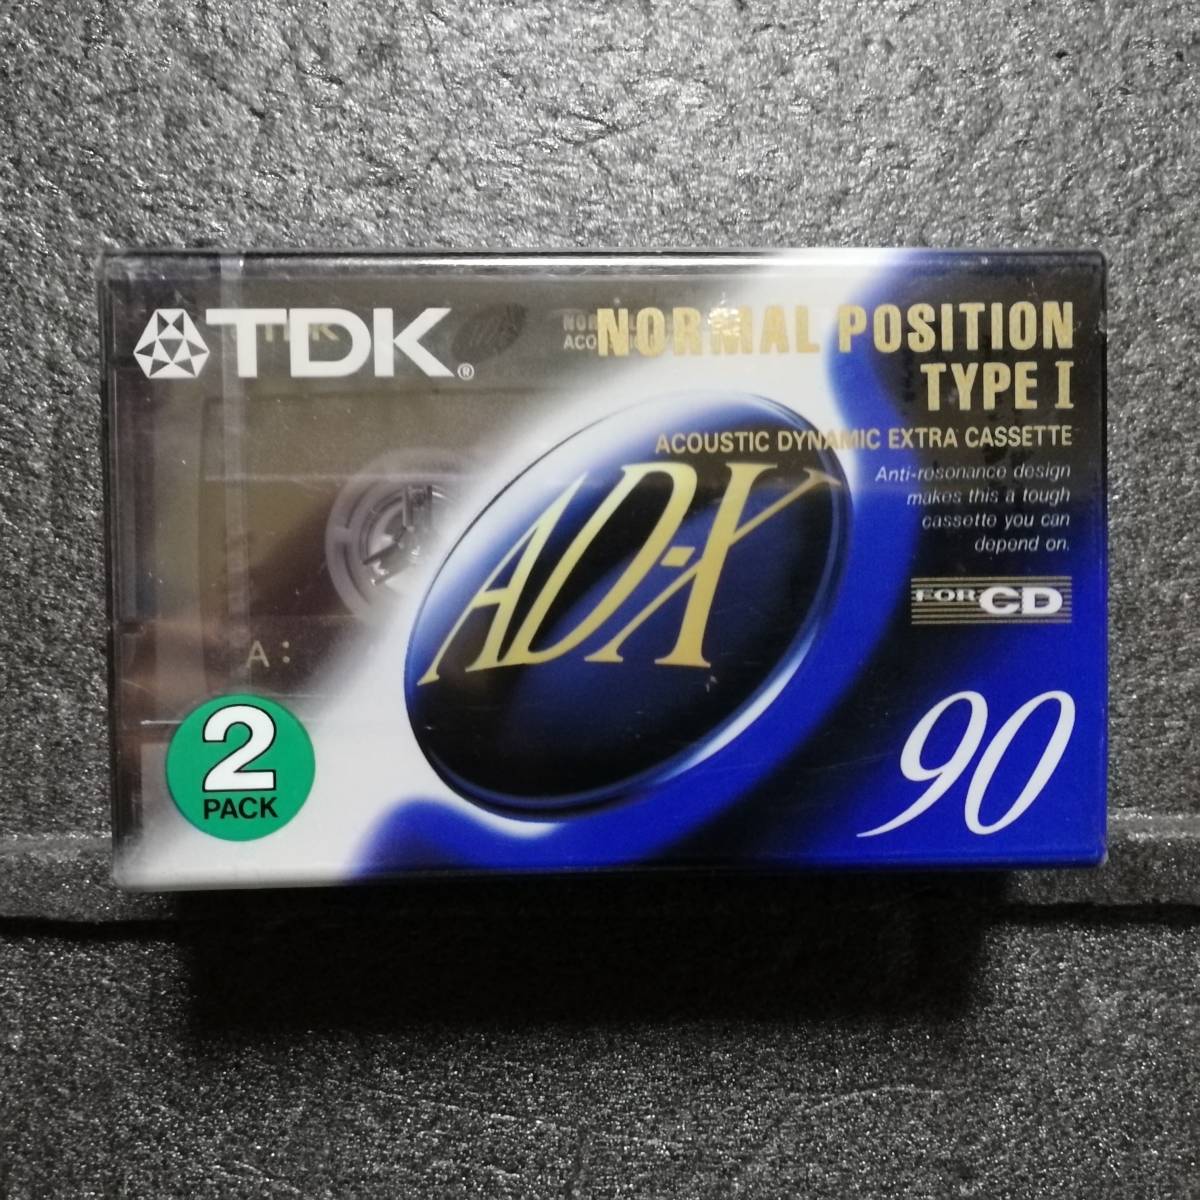 TDK®
NORMAL POSITION
TYPE I
ACOUSTIC DYNAMIC EXTRA CASSETTE
Anti-resonance design
makes this a tough
cassette you can
depend on.
AD-X
FOR CD
A:
2
PACK
90